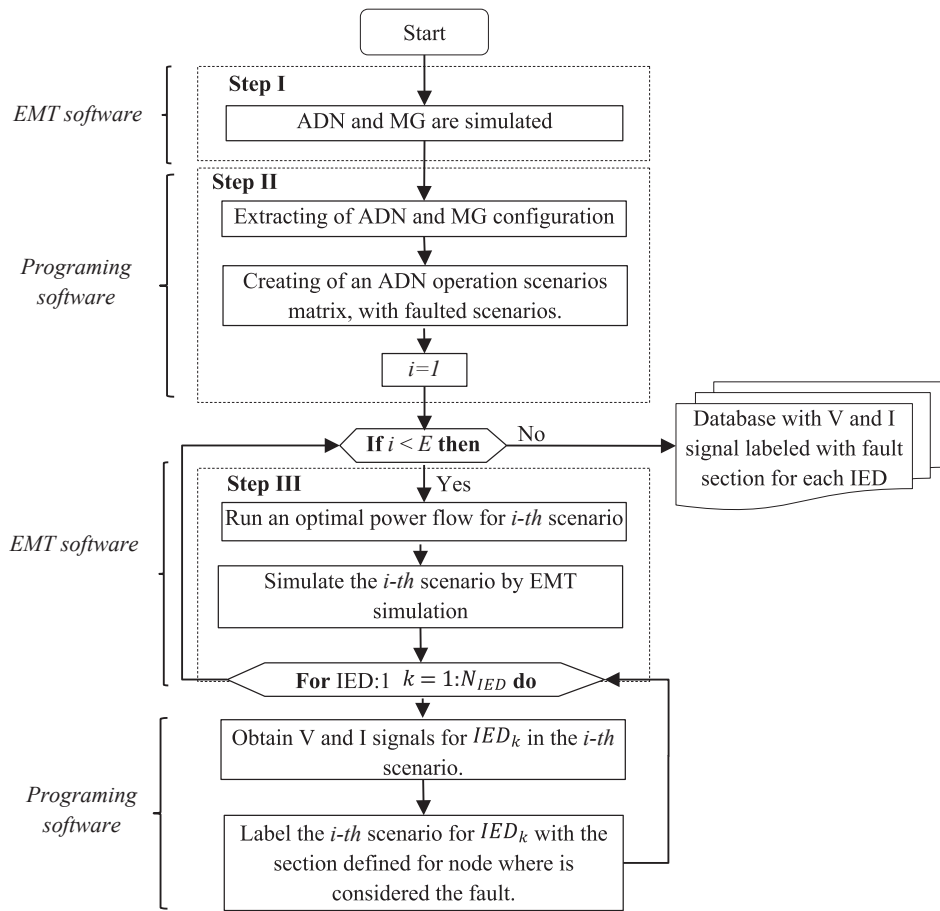 Start
EMT software
Step I
ADN and MG are simulated
Programing
software
Step II
Extracting of ADN and MG configuration
Creating of an ADN operation scenarios
matrix, with faulted scenarios.
i=1
If i < E then
No
Database with V and I
signal labeled with fault
section for each IED
Yes
EMT software
Step III
Run an optimal power flow for i-th scenario
Simulate the i-th scenario by EMT
simulation
For IED:1 k = 1:N_{IED} do
Programing
software
Obtain V and I signals for IED_k in the i-th
scenario.
Label the i-th scenario for IED_k with the
section defined for node where is
considered the fault.